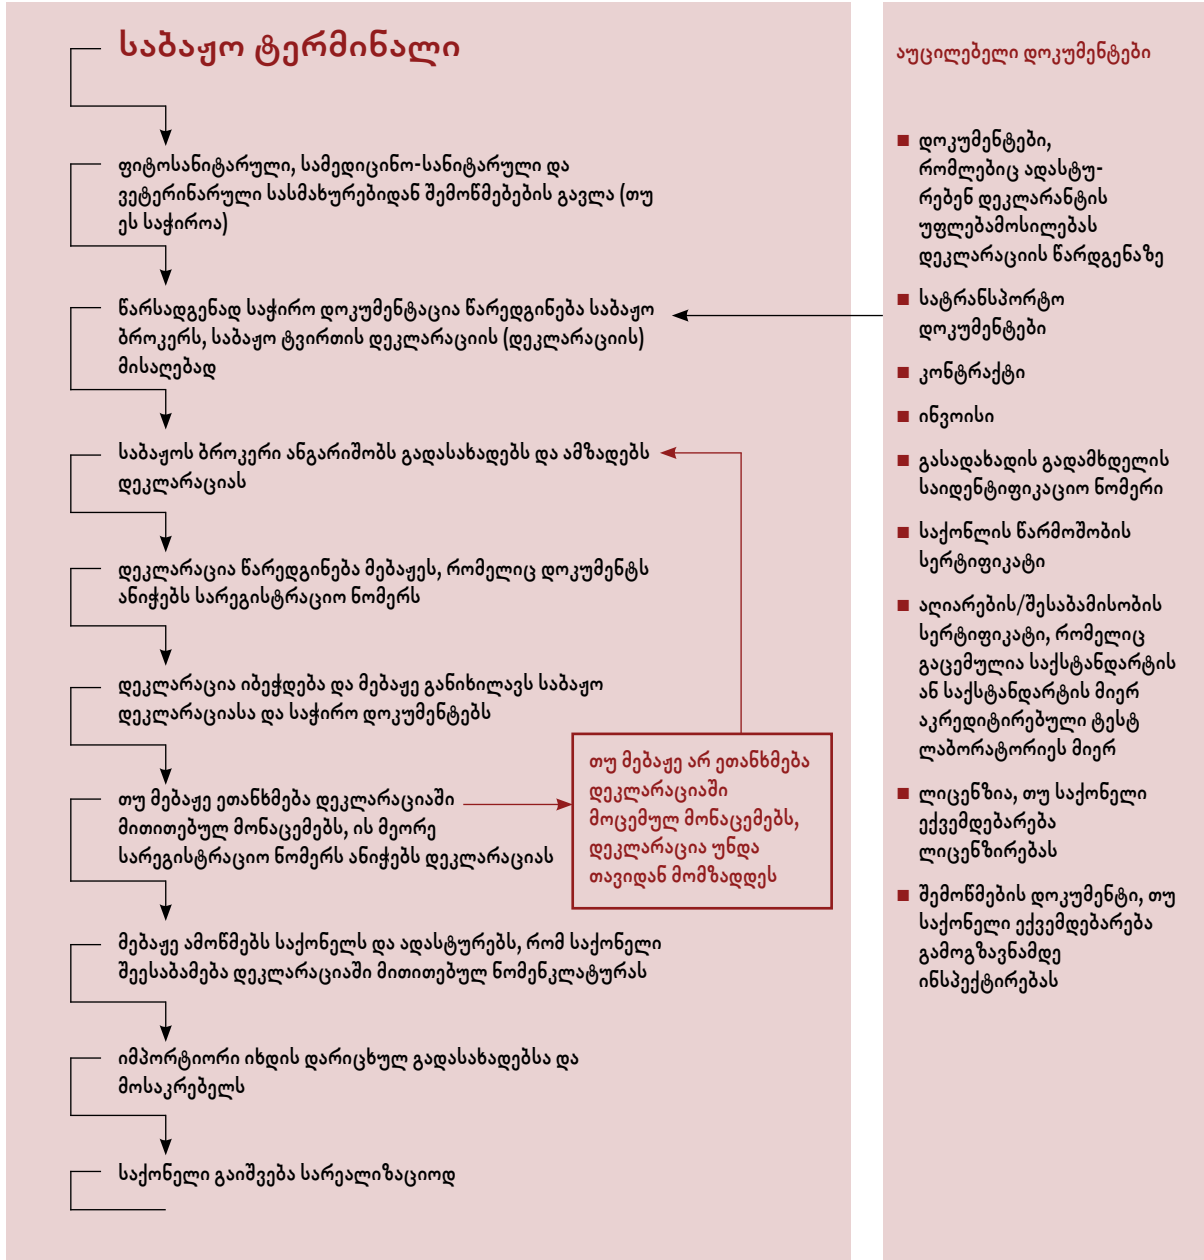 საბაჟო ტერმინალი
ფიტოსანიტარული, სამედიცინო-სანიტარული და
ვეტერინარული სასმახურებიდან შემოწმებების გავლა (თუ
ეს საჭიროა)
წარსადგენად საჭირო დოკუმენტაცია წარედგინება საბაჟო
ბროკერს, საბაჟო ტვირთის დეკლარაციის (დეკლარაციის)
მისაღებად
საბაჟოს ბროკერი ანგარიშობს გადასახადებს და ამზადებს
დეკლარაციას
დეკლარაცია წარედგინება მებაჟეს, რომელიც დოკუმენტს
ანიჭებს სარეგისტრაციო ნომერს
დეკლარაცია იბეჭდება და მებაჟე განიხილავს საბაჟო
დეკლარაციასა და საჭირო დოკუმენტებს
თუ მებაჟე ეთანხმება დეკლარაციაში
მითითებულ მონაცემებს, ის მეორე
სარეგისტრაციო ნომერს ანიჭებს დეკლარაციას
თუ მებაჟე არ ეთანხმება
დეკლარაციაში
მოცემულ მონაცემებს,
დეკლარაცია უნდა
თავიდან მომზადდეს
მებაჟე ამოწმებს საქონელს და ადასტურებს, რომ საქონელი
შეესაბამება დეკლარაციაში მითითებულ ნომენკლატურას
იმპორტიორი იხდის დარიცხულ გადასახადებსა და
მოსაკრებელს
საქონელი გაიშვება სარეალიზაციოდ
აუცილებელი დოკუმენტები
■ დოკუმენტები,
რომლებიც ადასტუ-
რებენ დეკლარანტის
უფლებამოსილებას
დეკლარაციის წარდგენაზე
■ სატრანსპორტო
დოკუმენტები
■ კონტრაქტი
■ ინვოისი
■ გასადახადის გადამხდელის
საიდენტიფიკაციო ნომერი
■ საქონლის წარმოშობის
სერტიფიკატი
■ აღიარების/შესაბამისობის
სერტიფიკატი, რომელიც
გაცემულია საქსტანდარტის
ან საქსტანდარტის მიერ
აკრედიტირებული ტესტ
ლაბორატორიეს მიერ
■ ლიცენზია, თუ საქონელი
ექვემდებარება
ლიცენზირებას
■ შემოწმების დოკუმენტი, თუ
საქონელი ექვემდებარება
გამოგზავნამდე
ინსპექტირებას